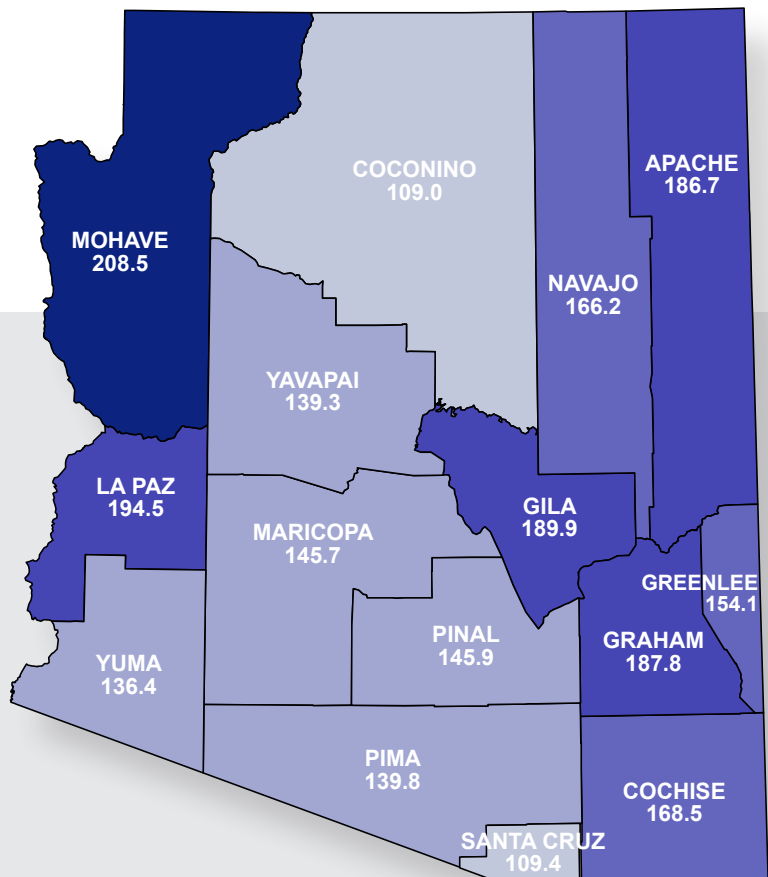 COCONINO
109.0
APACHE
186.7
MOHAVE
208.5
NAVAJO
166.2
YAVAPAI
139.3
LA PAZ
194.5
GILA
189.9
MARICOPA
145.7
GREENLEE
154.1
PINAL
145.9
GRAHAM
187.8
YUMA
136.4
PIMA
139.8
COCHISE
168.5
SANTA CRUZ
109.4